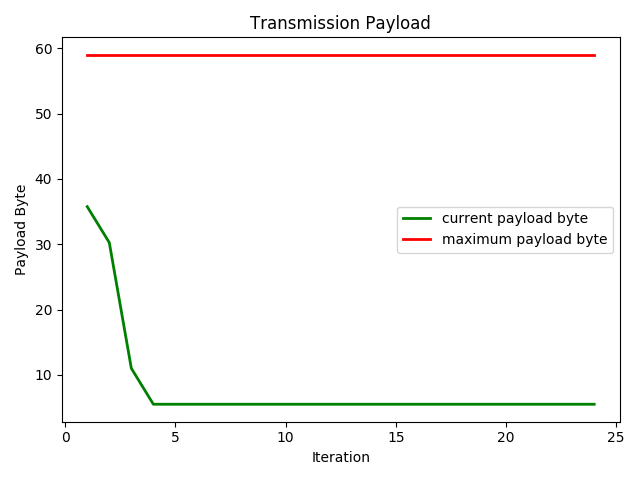 Transmission Payload
60
50
40
30
20
10
Payload Byte
current payload byte
maximum payload byte
0 5 10 15 20 25
Iteration